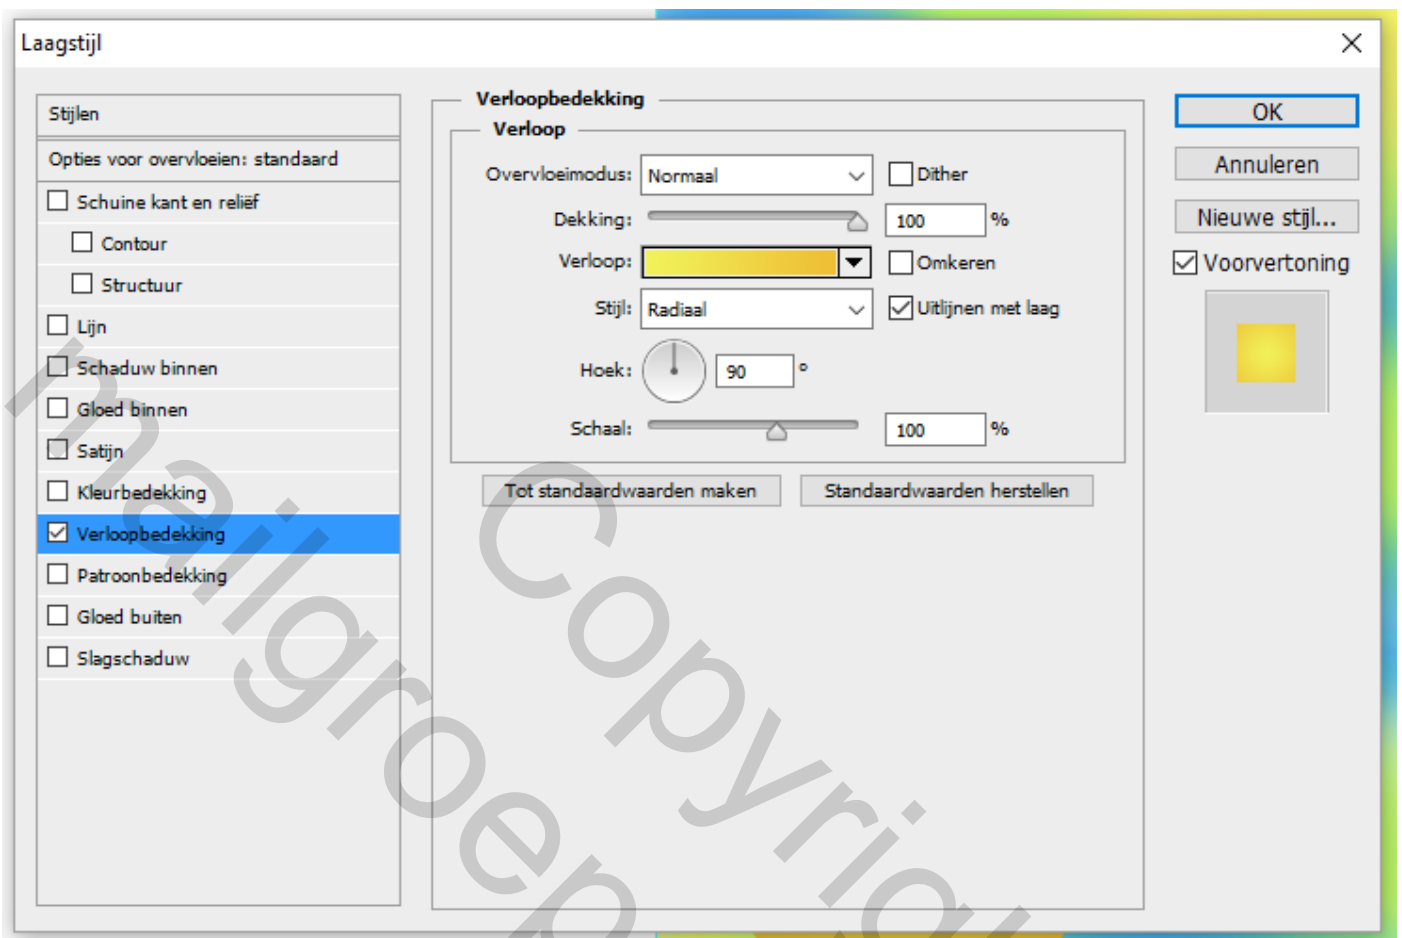 Laagstijl
Stijlen
Opties voor overvloeien: standaard
Schuine kant en reliëf
Contour
Structuur
Lijn
Schaduw binnen
Gloed binnen
Satijn
Kleurbedekking
Verloopbedekking
Patroonbedekking
Gloed buiten
Slagschaduw
Verloopbedekking
Verloop
Overvloeimodus: Normaal Dither
Dekking: 100 %
Verloop: Omkeren
Stijl: Radiaal Uitlijnen met laag
Hoek: 90 °
Schaal: 100 %
Tot standaardwaarden maken Standaardwaarden herstellen
OK
Annuleren
Nieuwe stijl...
Voorvertoning
mailgroep
Copyrigh